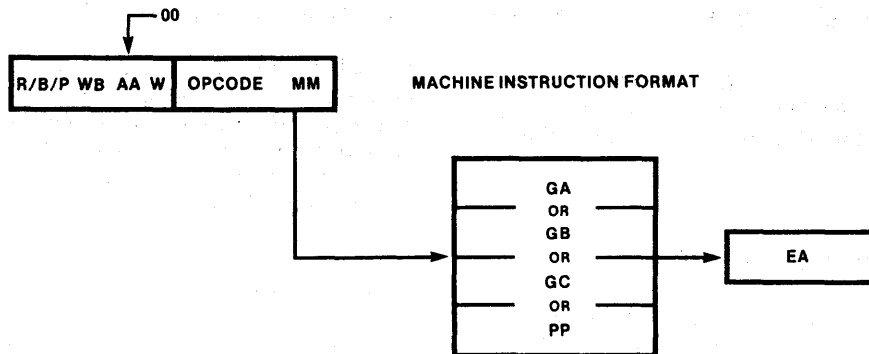 00
R/B/P WB AA W OPCODE MM
MACHINE INSTRUCTION FORMAT
GA
OR
GB
OR
GC
OR
PP
EA